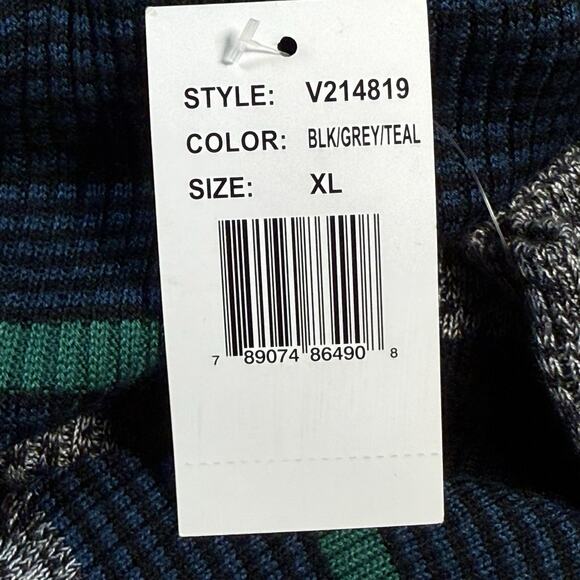 STYLE: V214819
COLOR: BLK/GREY/TEAL
SIZE: XL
7 89074 86490 8